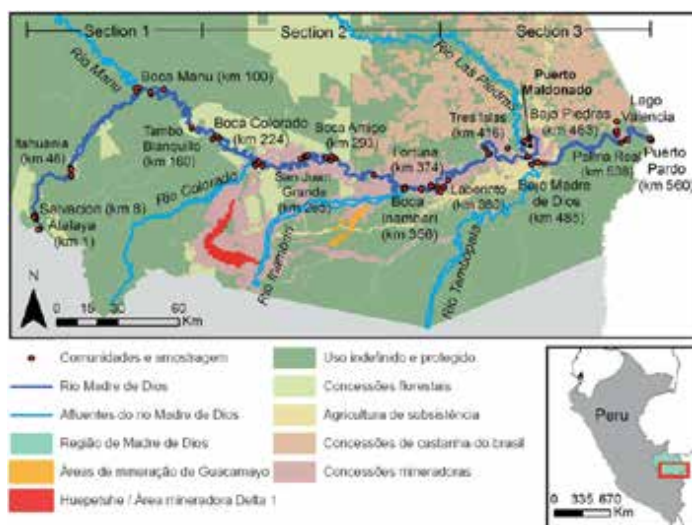 Section 1
Section 2
Section 3
Rio Manu
Boca Manu (km 100)
Rio Las Piedras
Puerto
Maldonado
Lago
Valencia
Itahuania
(km 46)
Tambo
Blanquillo
(km 160)
Boca Colorado
(km 224)
Boca Amigo
(km 293)
Tres Islas
(km 416)
Bajo Piedras
(km 463)
Fortuna
(km 374)
Salvacion (km 8)
Atalaya
(km 1)
Rio Colorado
San Juan
Grande
Boca
Inambari
(km 356)
Laberinto
Bajo Madre
de Dios
(km 485)
Palma Real
(km 538)
Puerto
Pardo
(km 560)
Rio Inambari
Rio Tambopata
N
0 15 30 60
Km
Comunidades e amostragem
Rio Madre de Dios
Afluentes do rio Madre de Dios
Região de Madre de Dios
Áreas de mineração de Guacamayo
Huepetuhe / Área mineradora Delta 1
Uso indefinido e protegido
Concessões florestais
Agricultura de subsistência
Concessões de castanha do brasil
Concessões mineradoras
Peru
0 335 670
Km